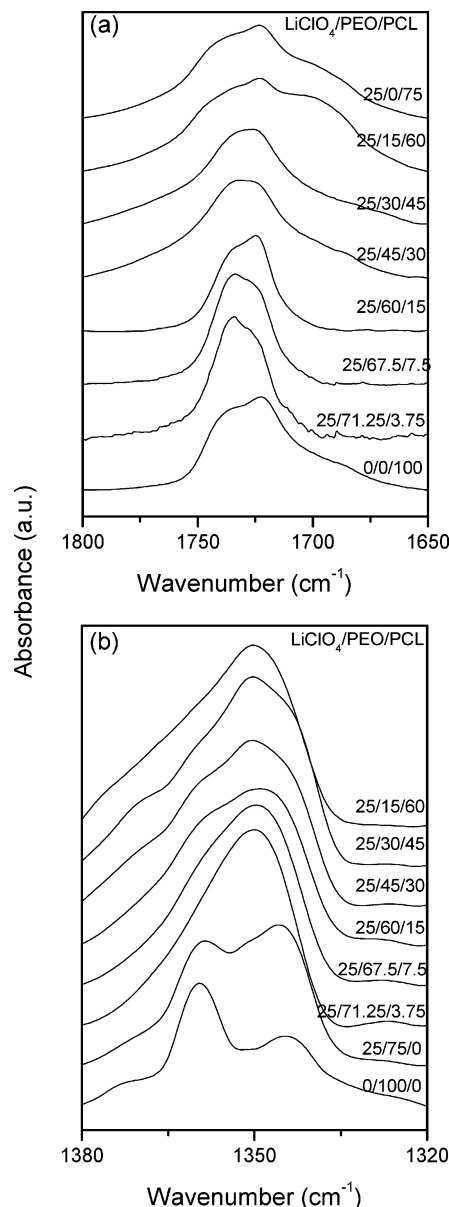 (a)
LiClO₄/PEO/PCL
25/0/75
25/15/60
25/30/45
25/45/30
25/60/15
25/67.5/7.5
25/71.25/3.75
0/0/100
1800 1750 1700 1650
Wavenumber (cm⁻¹)
Absorbance (a.u.)
(b)
LiClO₄/PEO/PCL
25/15/60
25/30/45
25/45/30
25/60/15
25/67.5/7.5
25/71.25/3.75
25/75/0
0/100/0
1380 1350 1320
Wavenumber (cm⁻¹)